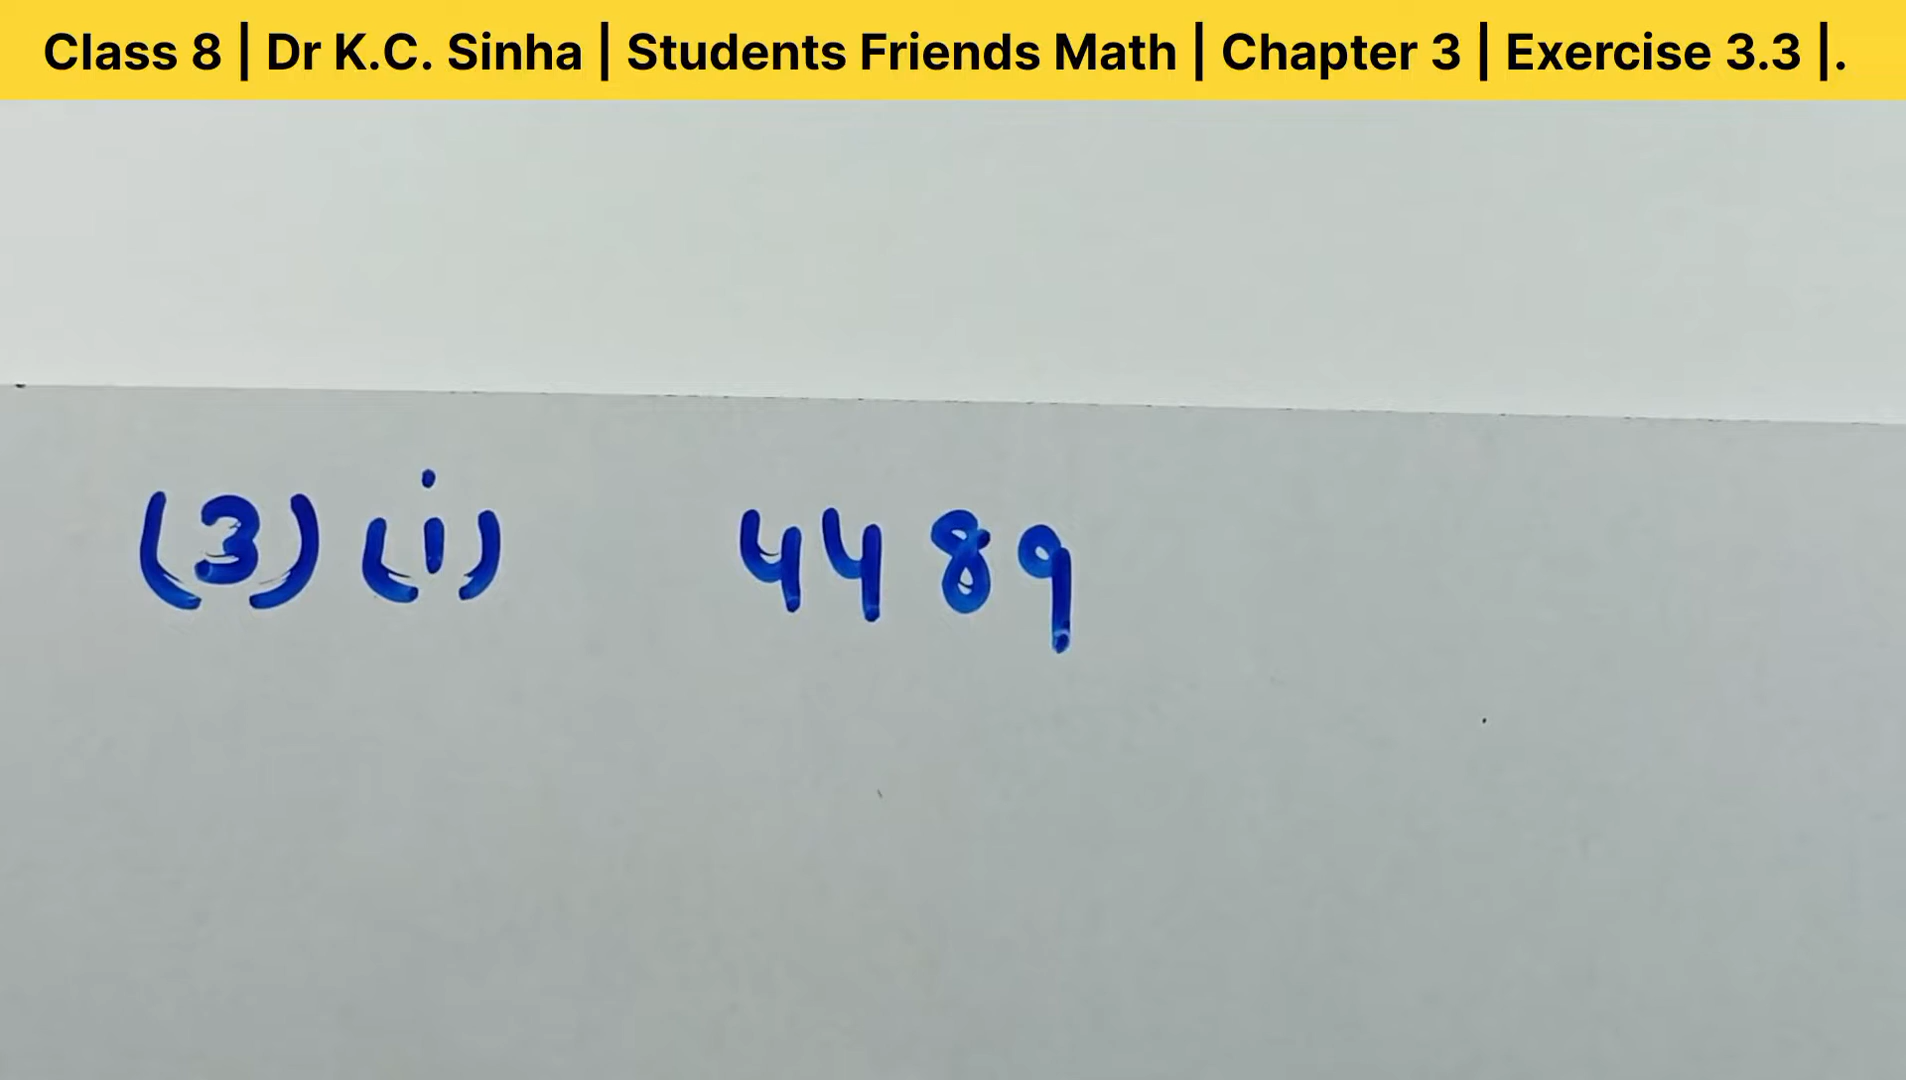 Class 8 | Dr K.C. Sinha | Students Friends Math | Chapter 3 | Exercise 3.3 |.
(3) (i) 4489